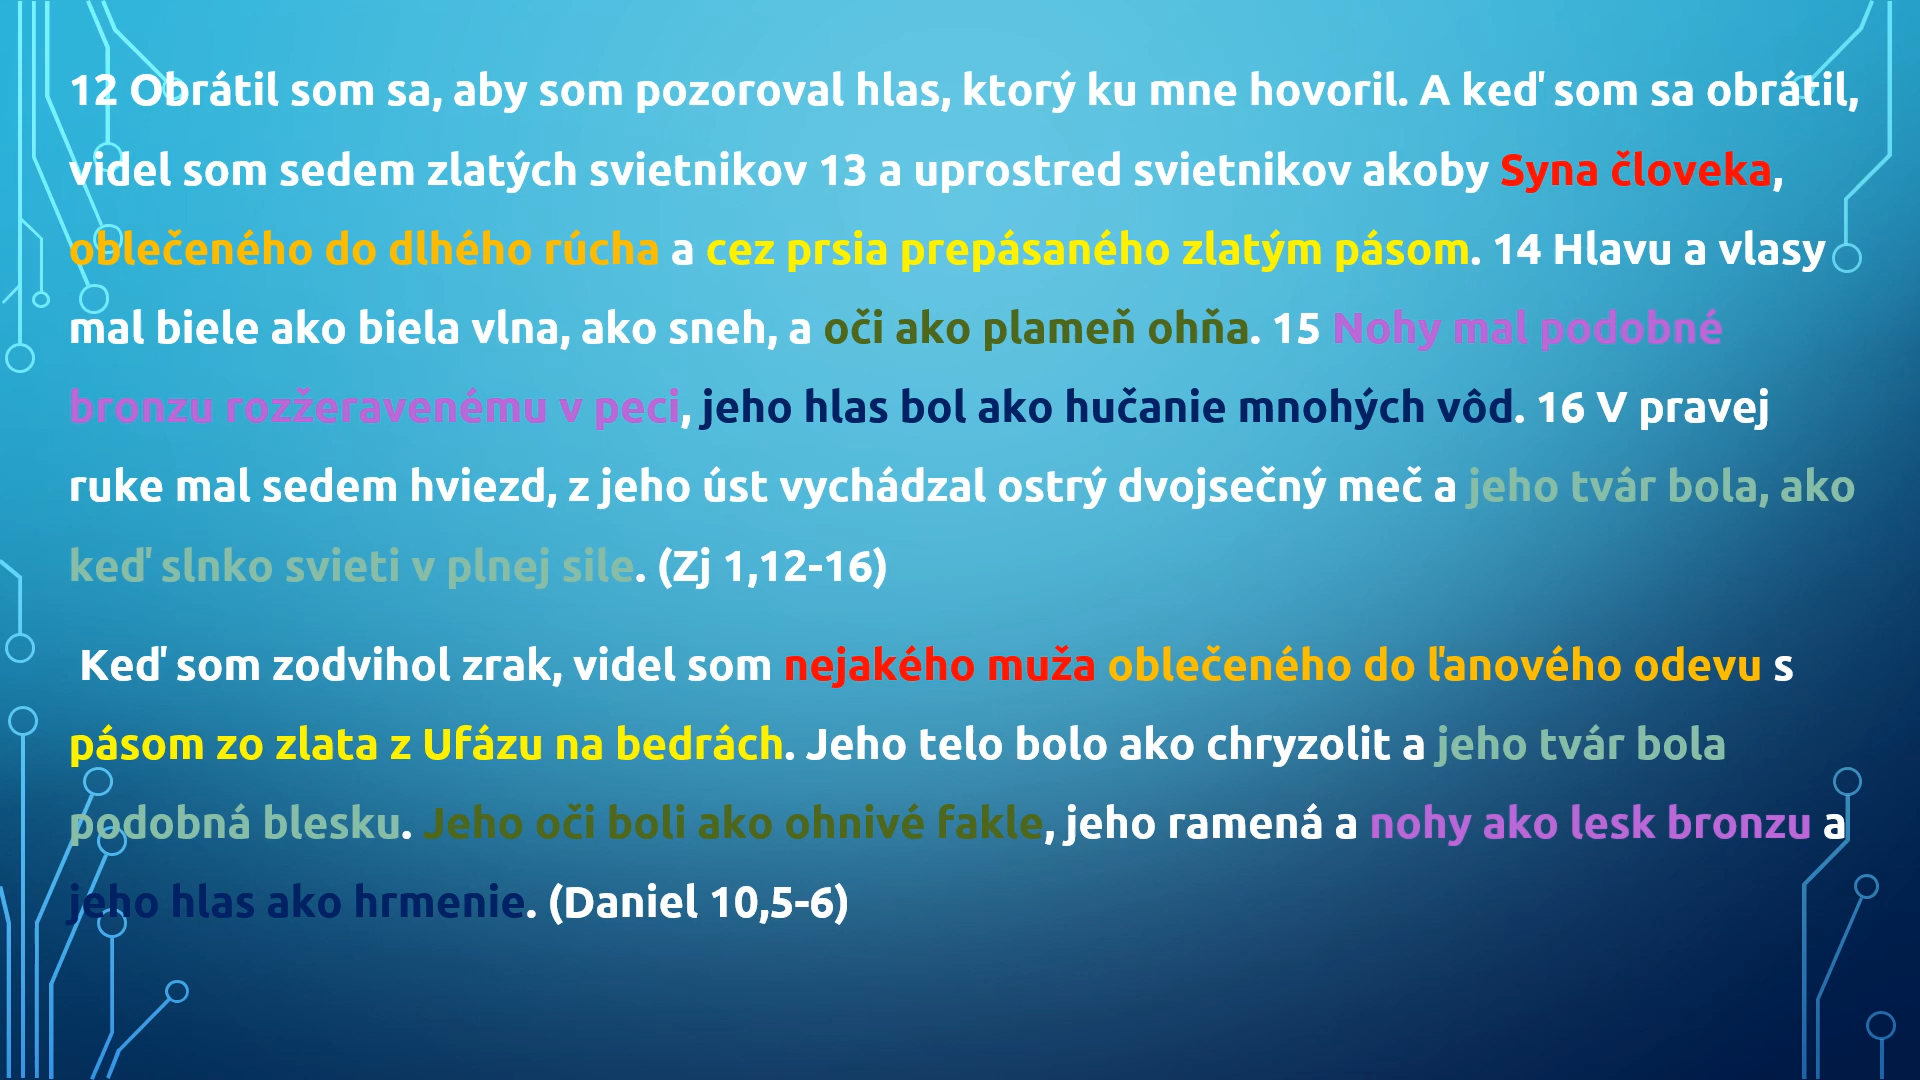 12 Obrátil som sa, aby som pozoroval hlas, ktorý ku mne hovoril. A keď som sa obrátil,
videl som sedem zlatých svietnikov 13 a uprostred svietnikov akoby Syna človeka,
oblečeného do dlhého rúcha a cez prsia prepásaného zlatým pásom. 14 Hlavu a vlasy
mal biele ako biela vlna, ako sneh, a oči ako plameň ohňa. 15 Nohy mal podobné
bronzu rozžeravenému v peci, jeho hlas bol ako hučanie mnohých vôd. 16 V pravej
ruke mal sedem hviezd, z jeho úst vychádzal ostrý dvojsečný meč a jeho tvár bola, ako
keď slnko svieti v plnej sile. (Zj 1,12-16)
Keď som zodvihol zrak, videl som nejakého muža oblečeného do ľanového odevu s
pásom zo zlata z Ufázu na bedrách. Jeho telo bolo ako chryzolit a jeho tvár bola
podobná blesku. Jeho oči boli ako ohnivé fakle, jeho ramená a nohy ako lesk bronzu a
jeho hlas ako hrmenie. (Daniel 10,5-6)